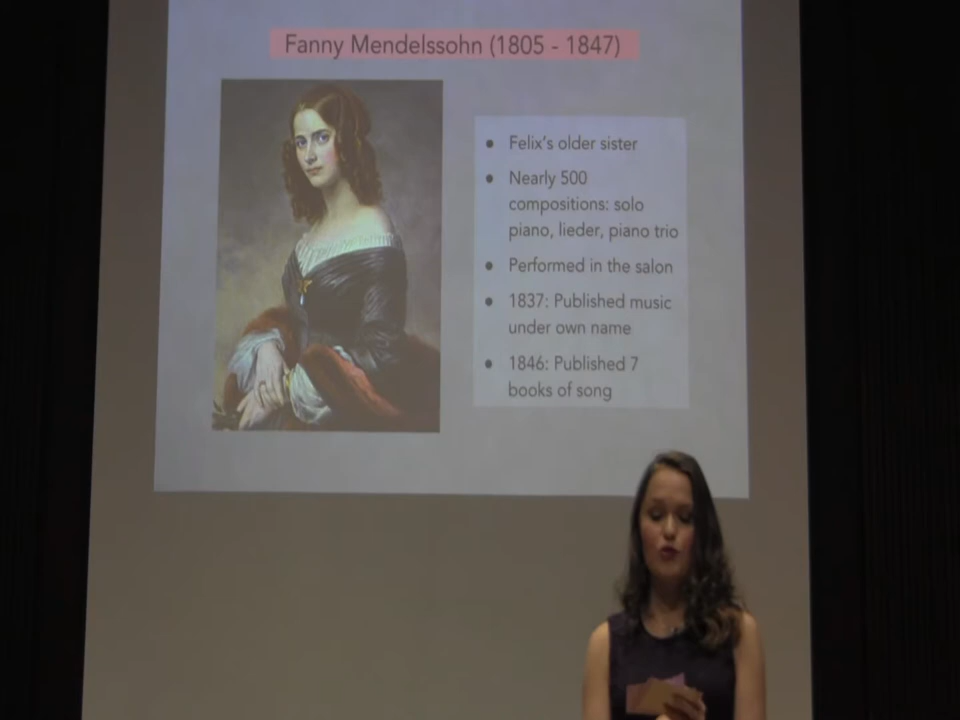 Fanny Mendelssohn (1805 - 1847)
● Felix's older sister
● Nearly 500
compositions: solo
piano, lieder, piano trio
● Performed in the salon
● 1837: Published music
under own name
● 1846: Published 7
books of song